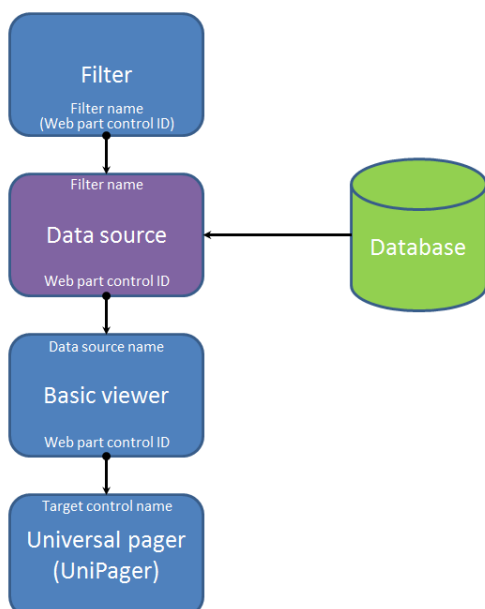 Filter
Filter name
(Web part control ID)
Filter name
Data source
Web part control ID
Database
Data source name
Basic viewer
Web part control ID
Target control name
Universal pager
(UniPager)